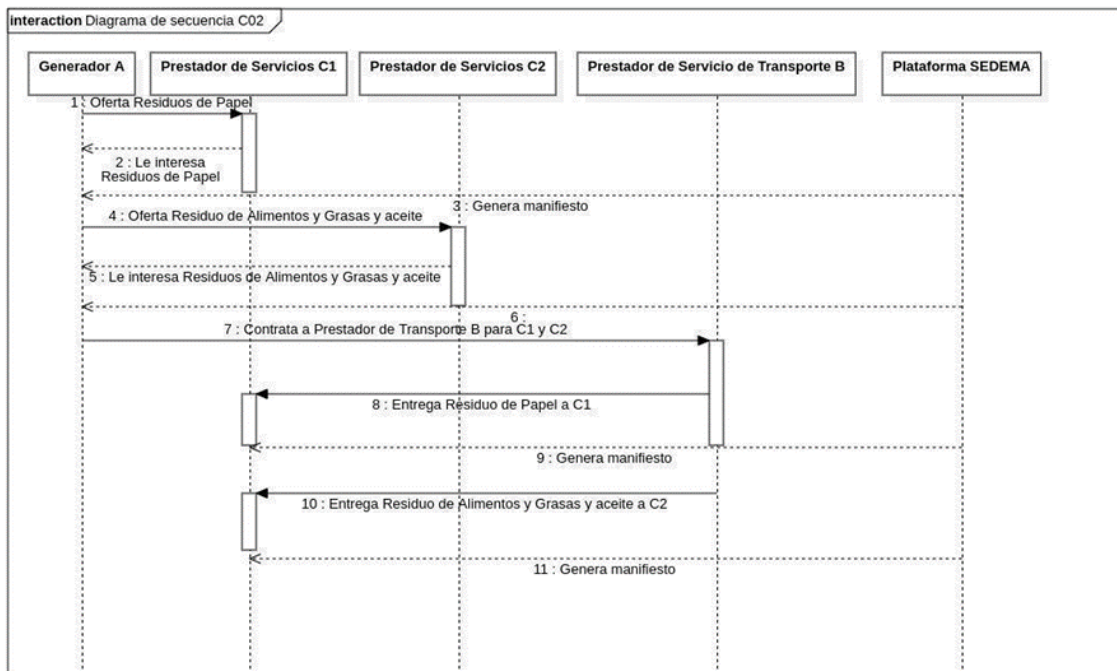 interaction Diagrama de secuencia C02
Generador A
Prestador de Servicios C1
Prestador de Servicios C2
Prestador de Servicio de Transporte B
Plataforma SEDEMA
1 : Oferta Residuos de Papel
2 : Le interesa
Residuos de Papel
3 : Genera manifiesto
4 : Oferta Residuo de Alimentos y Grasas y aceite
5 : Le interesa Residuos de Alimentos y Grasas y aceite
6 :
7 : Contrata a Prestador de Transporte B para C1 y C2
8 : Entrega Residuo de Papel a C1
9 : Genera manifiesto
10 : Entrega Residuo de Alimentos y Grasas y aceite a C2
11 : Genera manifiesto